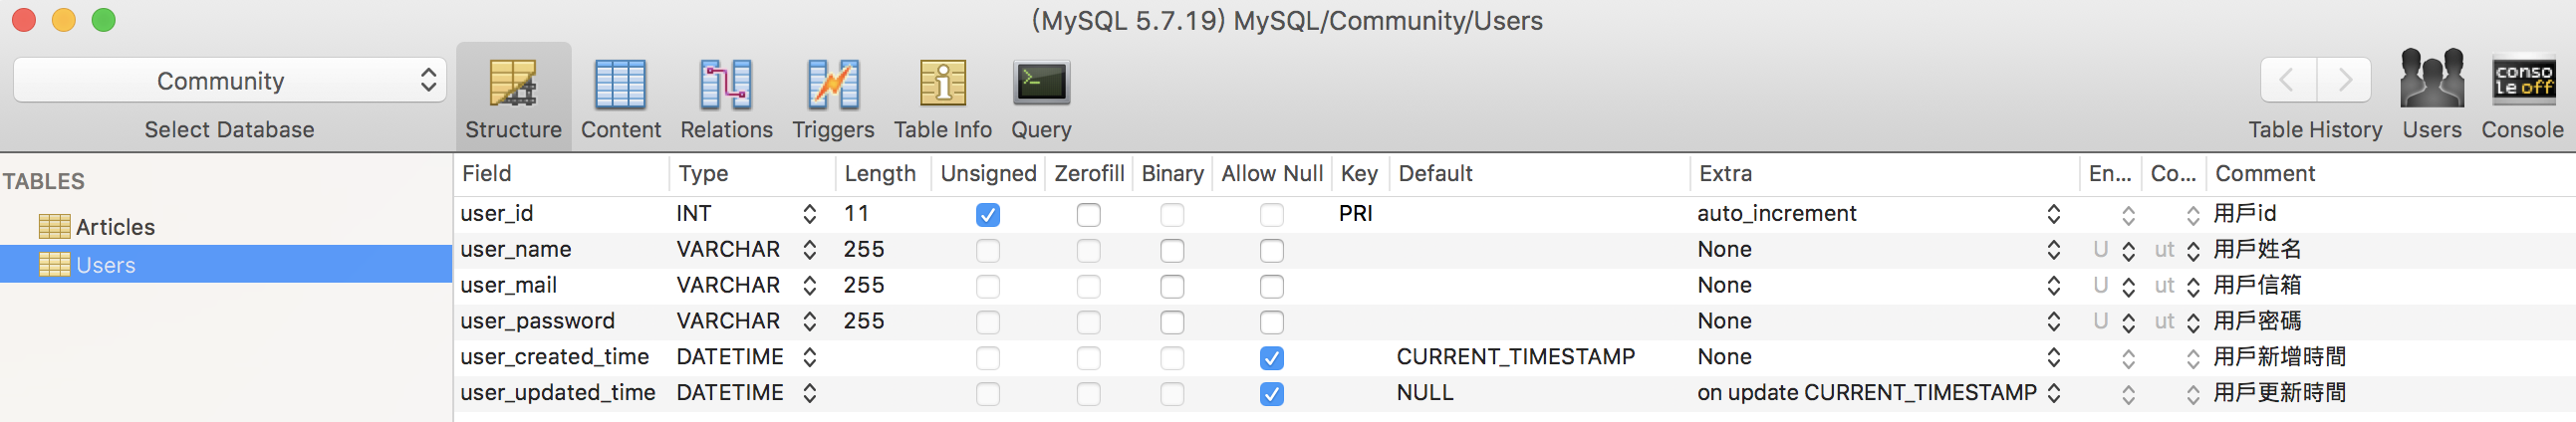 (MySQL 5.7.19) MySQL/Community/Users
Community
Select Database
Structure Content Relations Triggers Table Info Query
Table History Users Console
conso
le off
TABLES
Articles
Users
Field Type Length Unsigned Zerofill Binary Allow Null Key Default Extra En... Co... Comment
user_id INT 11 PRI auto_increment 用戶id
user_name VARCHAR 255 None U ut 用戶姓名
user_mail VARCHAR 255 None U ut 用戶信箱
user_password VARCHAR 255 None U ut 用戶密碼
user_created_time DATETIME CURRENT_TIMESTAMP None 用戶新增時間
user_updated_time DATETIME NULL on update CURRENT_TIMESTAMP 用戶更新時間